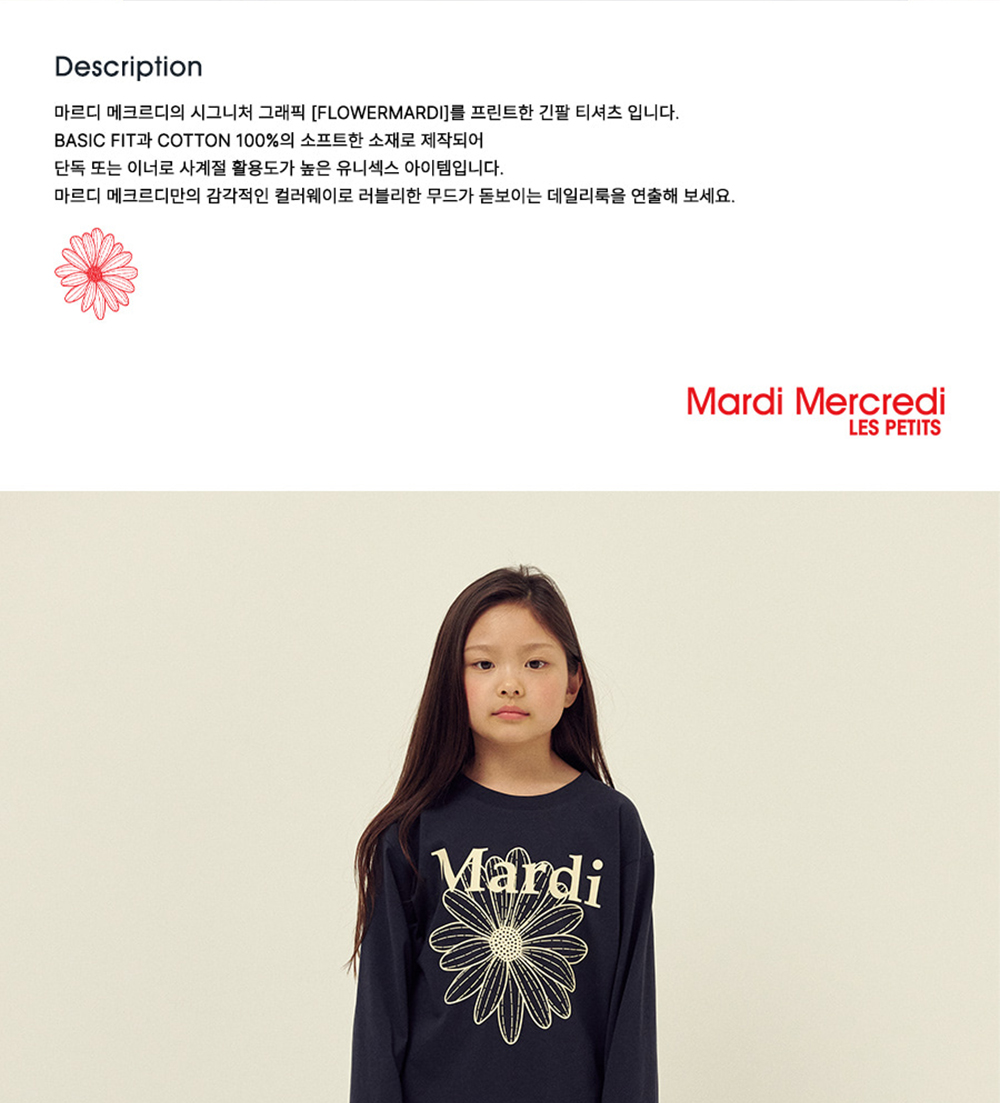 Description
마르디 메크르디의 시그니처 그래픽 [FLOWERMARDI]를 프린트한 긴팔 티셔츠 입니다.
BASIC FIT과 COTTON 100%의 소프트한 소재로 제작되어
단독 또는 이너로 사계절 활용도가 높은 유니섹스 아이템입니다.
마르디 메크르디만의 감각적인 컬러웨이로 러블리한 무드가 돋보이는 데일리룩을 연출해 보세요.
Mardi Mercredi
LES PETITS
Mardi